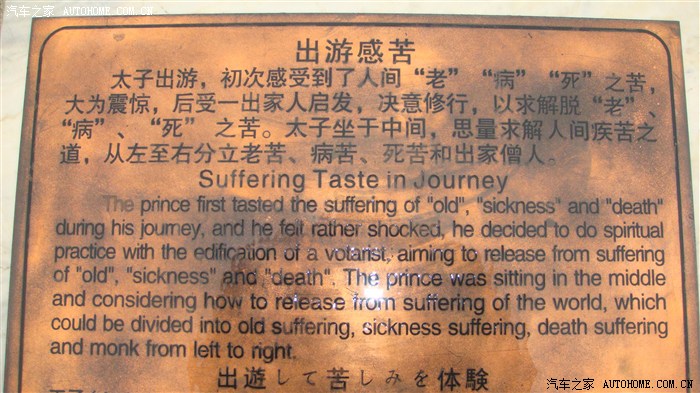 汽车之家 AUTOHOME.COM.CN
出游感苦
太子出游，初次感受到了人间“老”“病”“死”之苦，
大为震惊，后受一出家人启发，决意修行，以求解脱“老”、
“病”、“死”之苦。太子坐于中间，思量求解人间疾苦之
道，从左至右分立老苦、病苦、死苦和出家僧人。
Suffering Taste in Journey
The prince first tasted the suffering of "old", "sickness" and "death"
during his journey, and he felt rather shocked, he decided to do spiritual
practice with the edification of a votarist, aiming to release from suffering
of "old", "sickness" and "death". The prince was sitting in the middle
and considering how to release from suffering of the world, which
could be divided into old suffering, sickness suffering, death suffering
and monk from left to right.
出遊して苦しみを体験
汽车之家 AUTOHOME.COM.CN